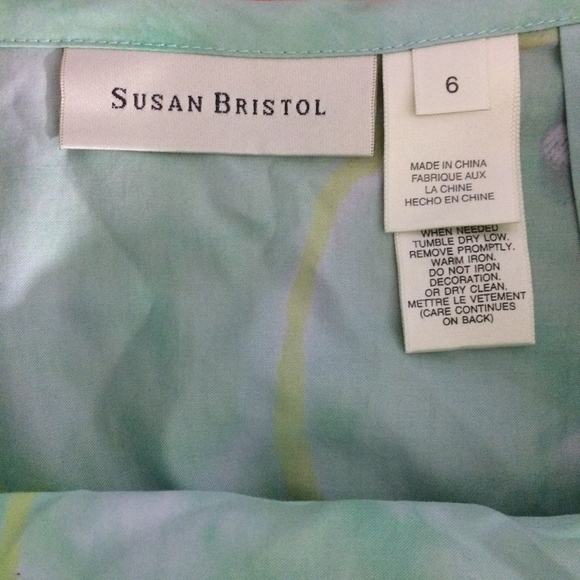 SUSAN BRISTOL
6
MADE IN CHINA
FABRIQUE AUX
LA CHINE
HECHO EN CHINE
WHEN NEEDED
TUMBLE DRY LOW.
REMOVE PROMPTLY.
WARM IRON.
DO NOT IRON
DECORATION.
OR DRY CLEAN.
METTRE LE VETEMENT
(CARE CONTINUES
ON BACK)